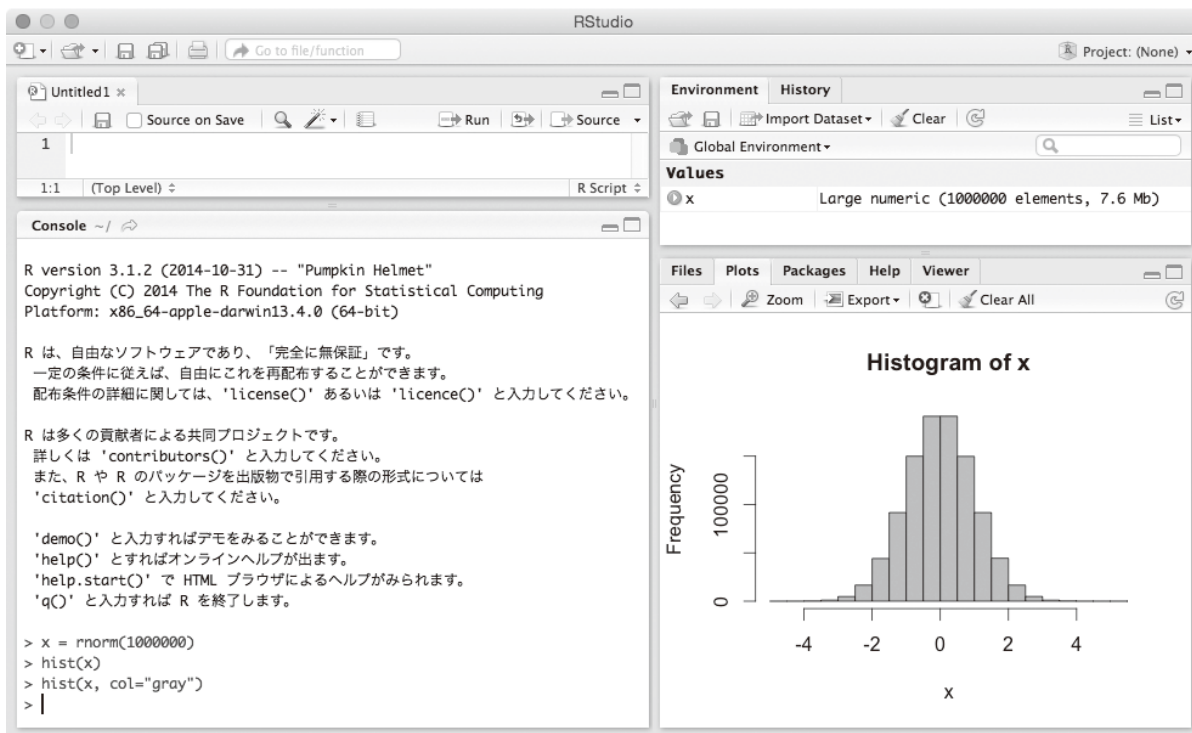 RStudio
Go to file/function
Project: (None)
Untitled1
Source on Save
Run
Source
1
1:1
(Top Level)
R Script
Console ~/
R version 3.1.2 (2014-10-31) -- "Pumpkin Helmet"
Copyright (C) 2014 The R Foundation for Statistical Computing
Platform: x86_64-apple-darwin13.4.0 (64-bit)
R は、自由なソフトウェアであり、「完全に無保証」です。
一定の条件に従えば、自由にこれを再配布することができます。
配布条件の詳細に関しては、'license()' あるいは 'licence()' と入力してください。
R は多くの貢献者による共同プロジェクトです。
詳しくは 'contributors()' と入力してください。
また、R や R のパッケージを出版物で引用する際の形式については
'citation()' と入力してください。
'demo()' と入力すればデモをみることができます。
'help()' とすればオンラインヘルプが出ます。
'help.start()' で HTML ブラウザによるヘルプがみられます。
'q()' と入力すれば R を終了します。
> x = rnorm(1000000)
> hist(x)
> hist(x, col="gray")
>
Environment History
Import Dataset
Clear
List
Global Environment
Values
x Large numeric (1000000 elements, 7.6 Mb)
Files Plots Packages Help Viewer
Zoom Export Clear All
Histogram of x
Frequency
100000
0
-4 -2 0 2 4
x